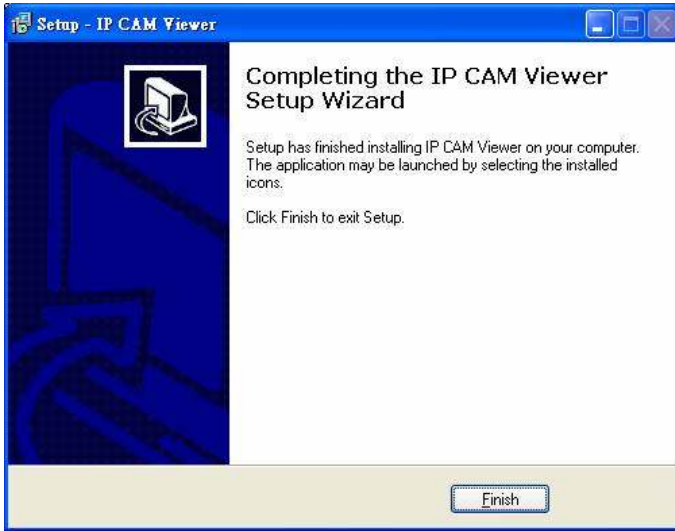 Setup - IP CAM Viewer
Completing the IP CAM Viewer
Setup Wizard
Setup has finished installing IP CAM Viewer on your computer.
The application may be launched by selecting the installed
icons.
Click Finish to exit Setup.
Finish